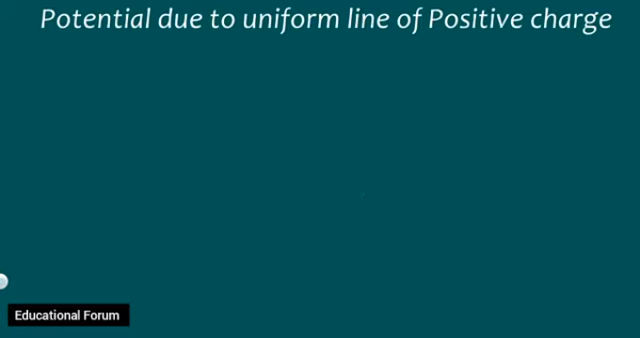 Potential due to uniform line of Positive charge
Educational Forum